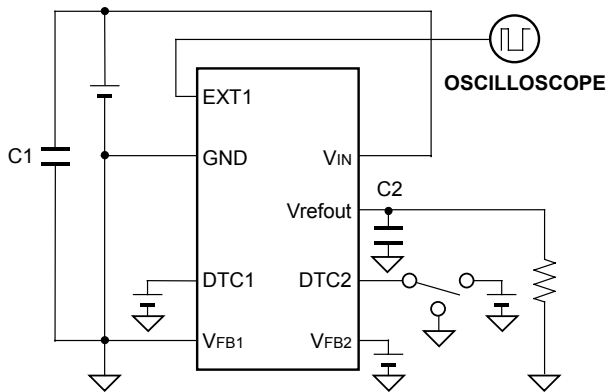 EXT1
OSCILLOSCOPE
C1
GND
VIN
C2
Vrefout
DTC1
DTC2
VFB1
VFB2